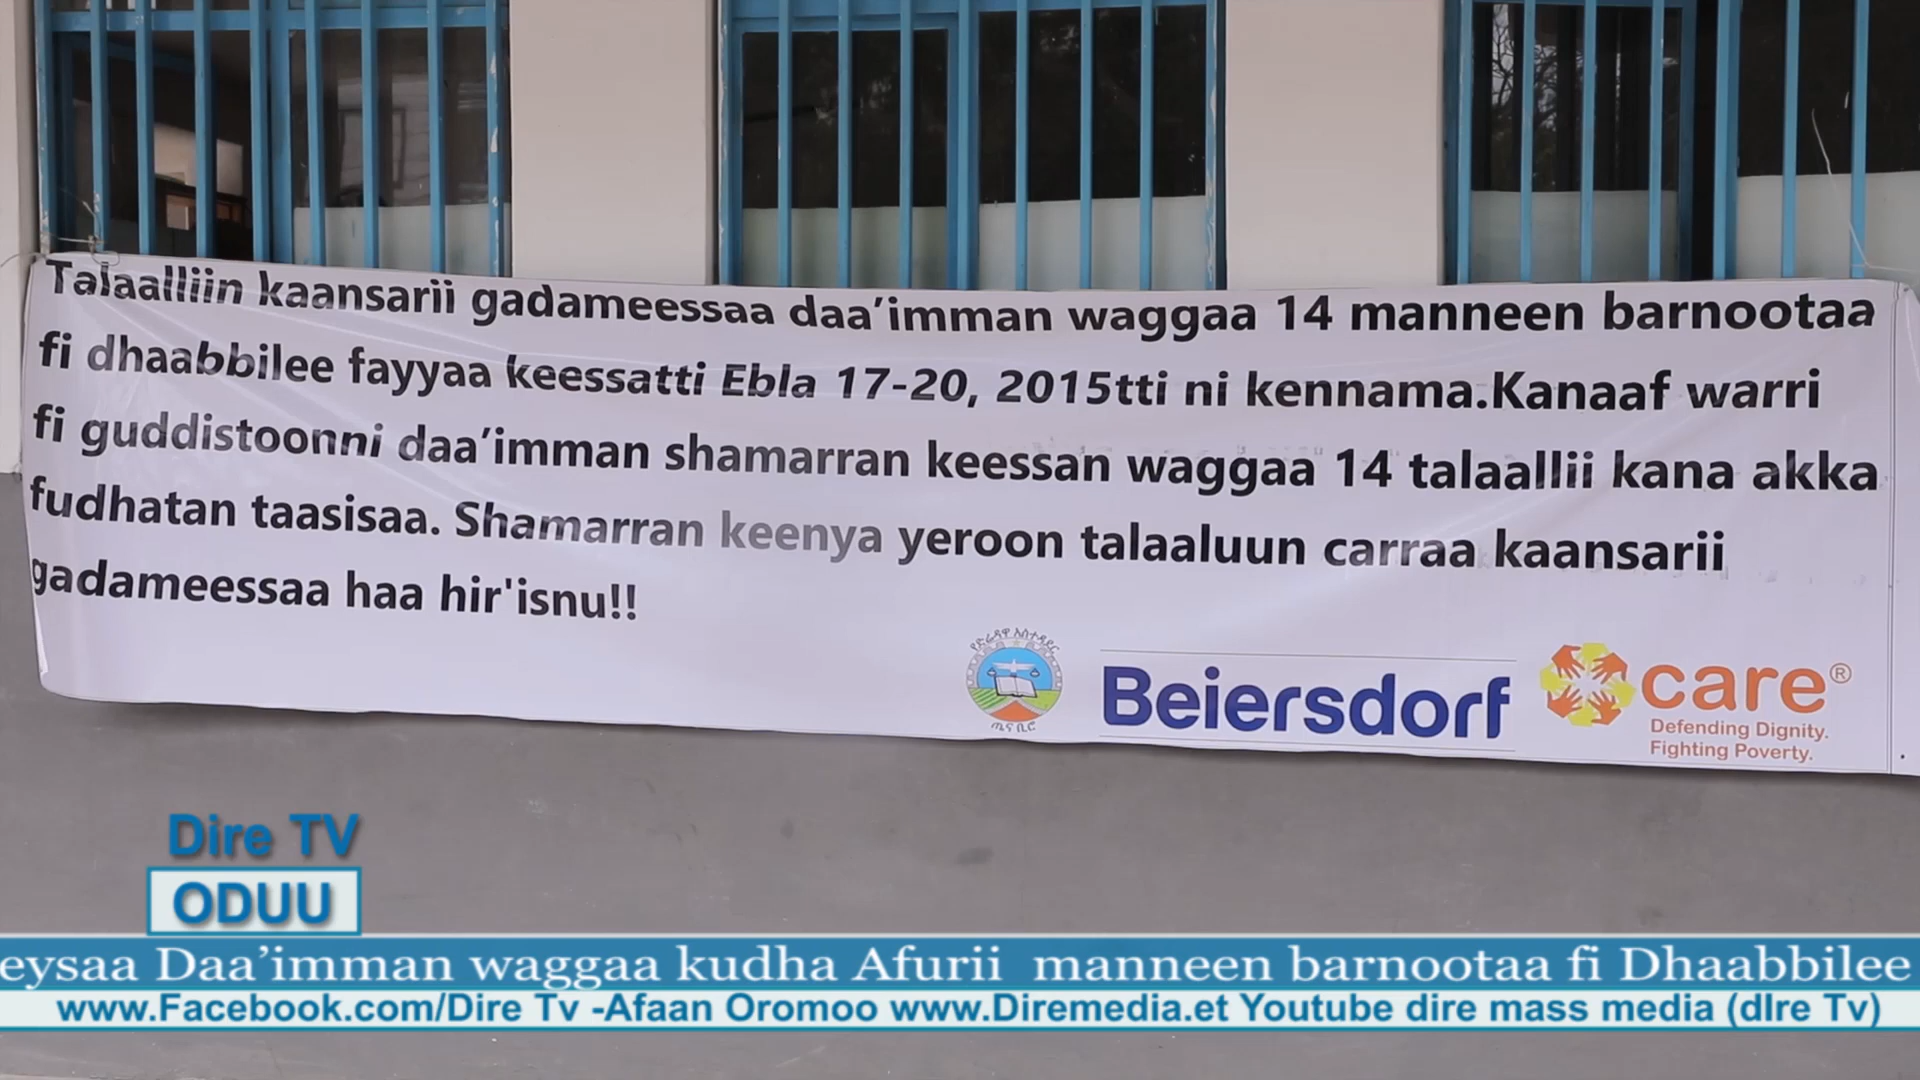 Talaalliin kaansarii gadameessaa daa’imman waggaa 14 manneen barnootaa
fi dhaabbilee fayyaa keessatti Ebla 17-20, 2015tti ni kennama.Kanaaf warri
fi guddistoonni daa’imman shamarran keessan waggaa 14 talaallii kana akka
fudhatan taasisaa. Shamarran keenya yeroon talaaluun carraa kaansarii
gadameessaa haa hir'isnu!!
የድሬዳዋ አስተዳደር
ጤና ቢሮ
Beiersdorf
care®
Defending Dignity.
Fighting Poverty.
Dire TV
ODUU
eysaa Daa’imman waggaa kudha Afurii manneen barnootaa fi Dhaabbilee
www.Facebook.com/Dire Tv -Afaan Oromoo www.Diremedia.et Youtube dire mass media (dIre Tv)